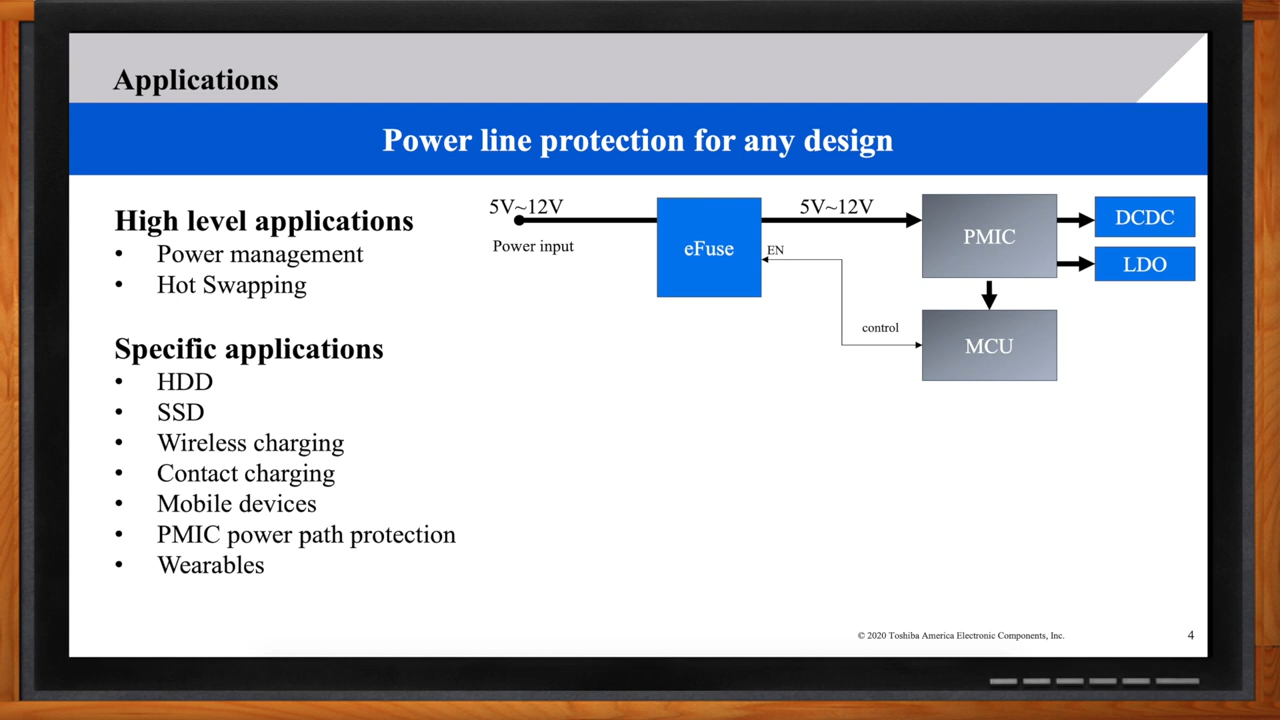 Applications
Power line protection for any design
High level applications
• Power management
• Hot Swapping
Specific applications
• HDD
• SSD
• Wireless charging
• Contact charging
• Mobile devices
• PMIC power path protection
• Wearables
5V~12V
Power input
eFuse
5V~12V
EN
control
PMIC
MCU
DCDC
LDO
© 2020 Toshiba America Electronic Components, Inc.
4